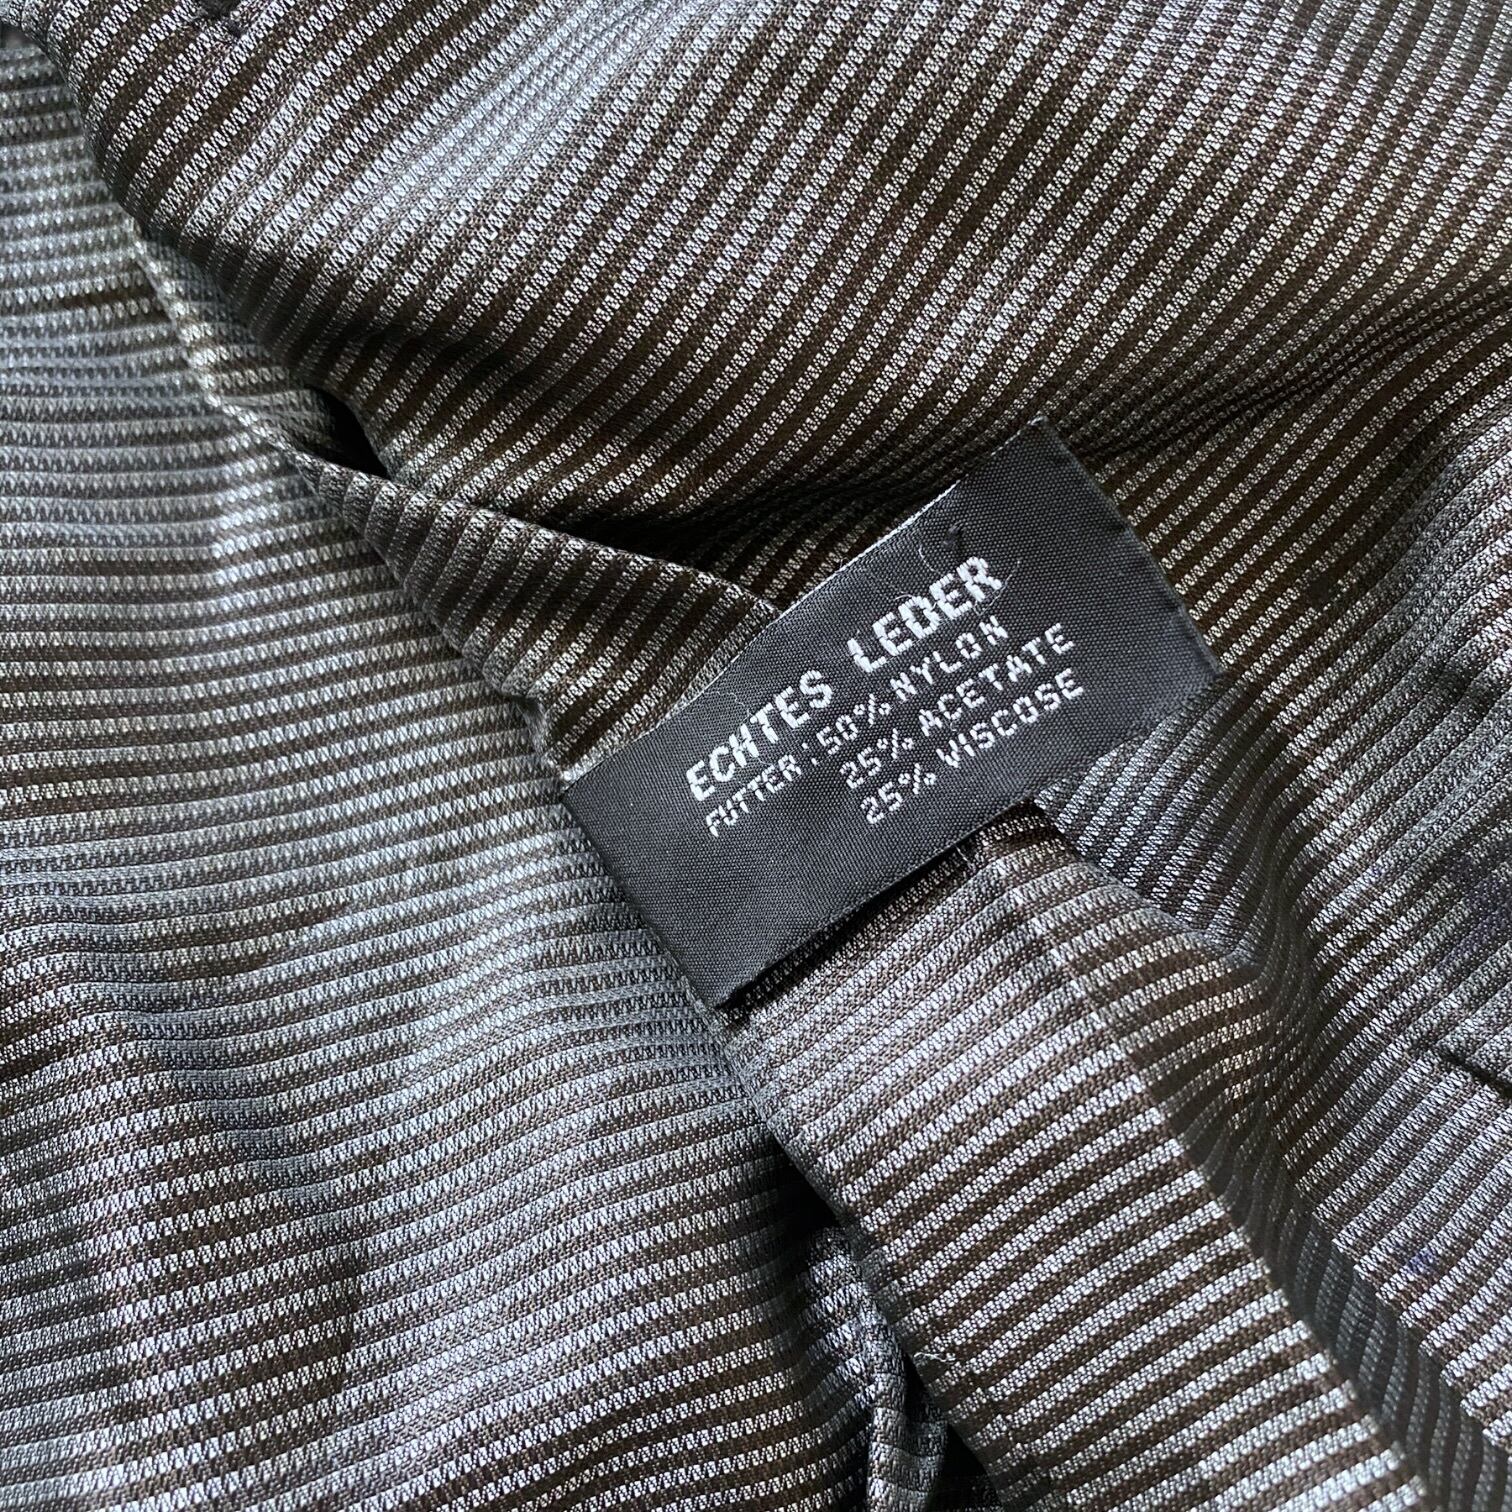 ECHTES LEDER
FUTTER: 50% NYLON
25% ACETATE
25% VISCOSE